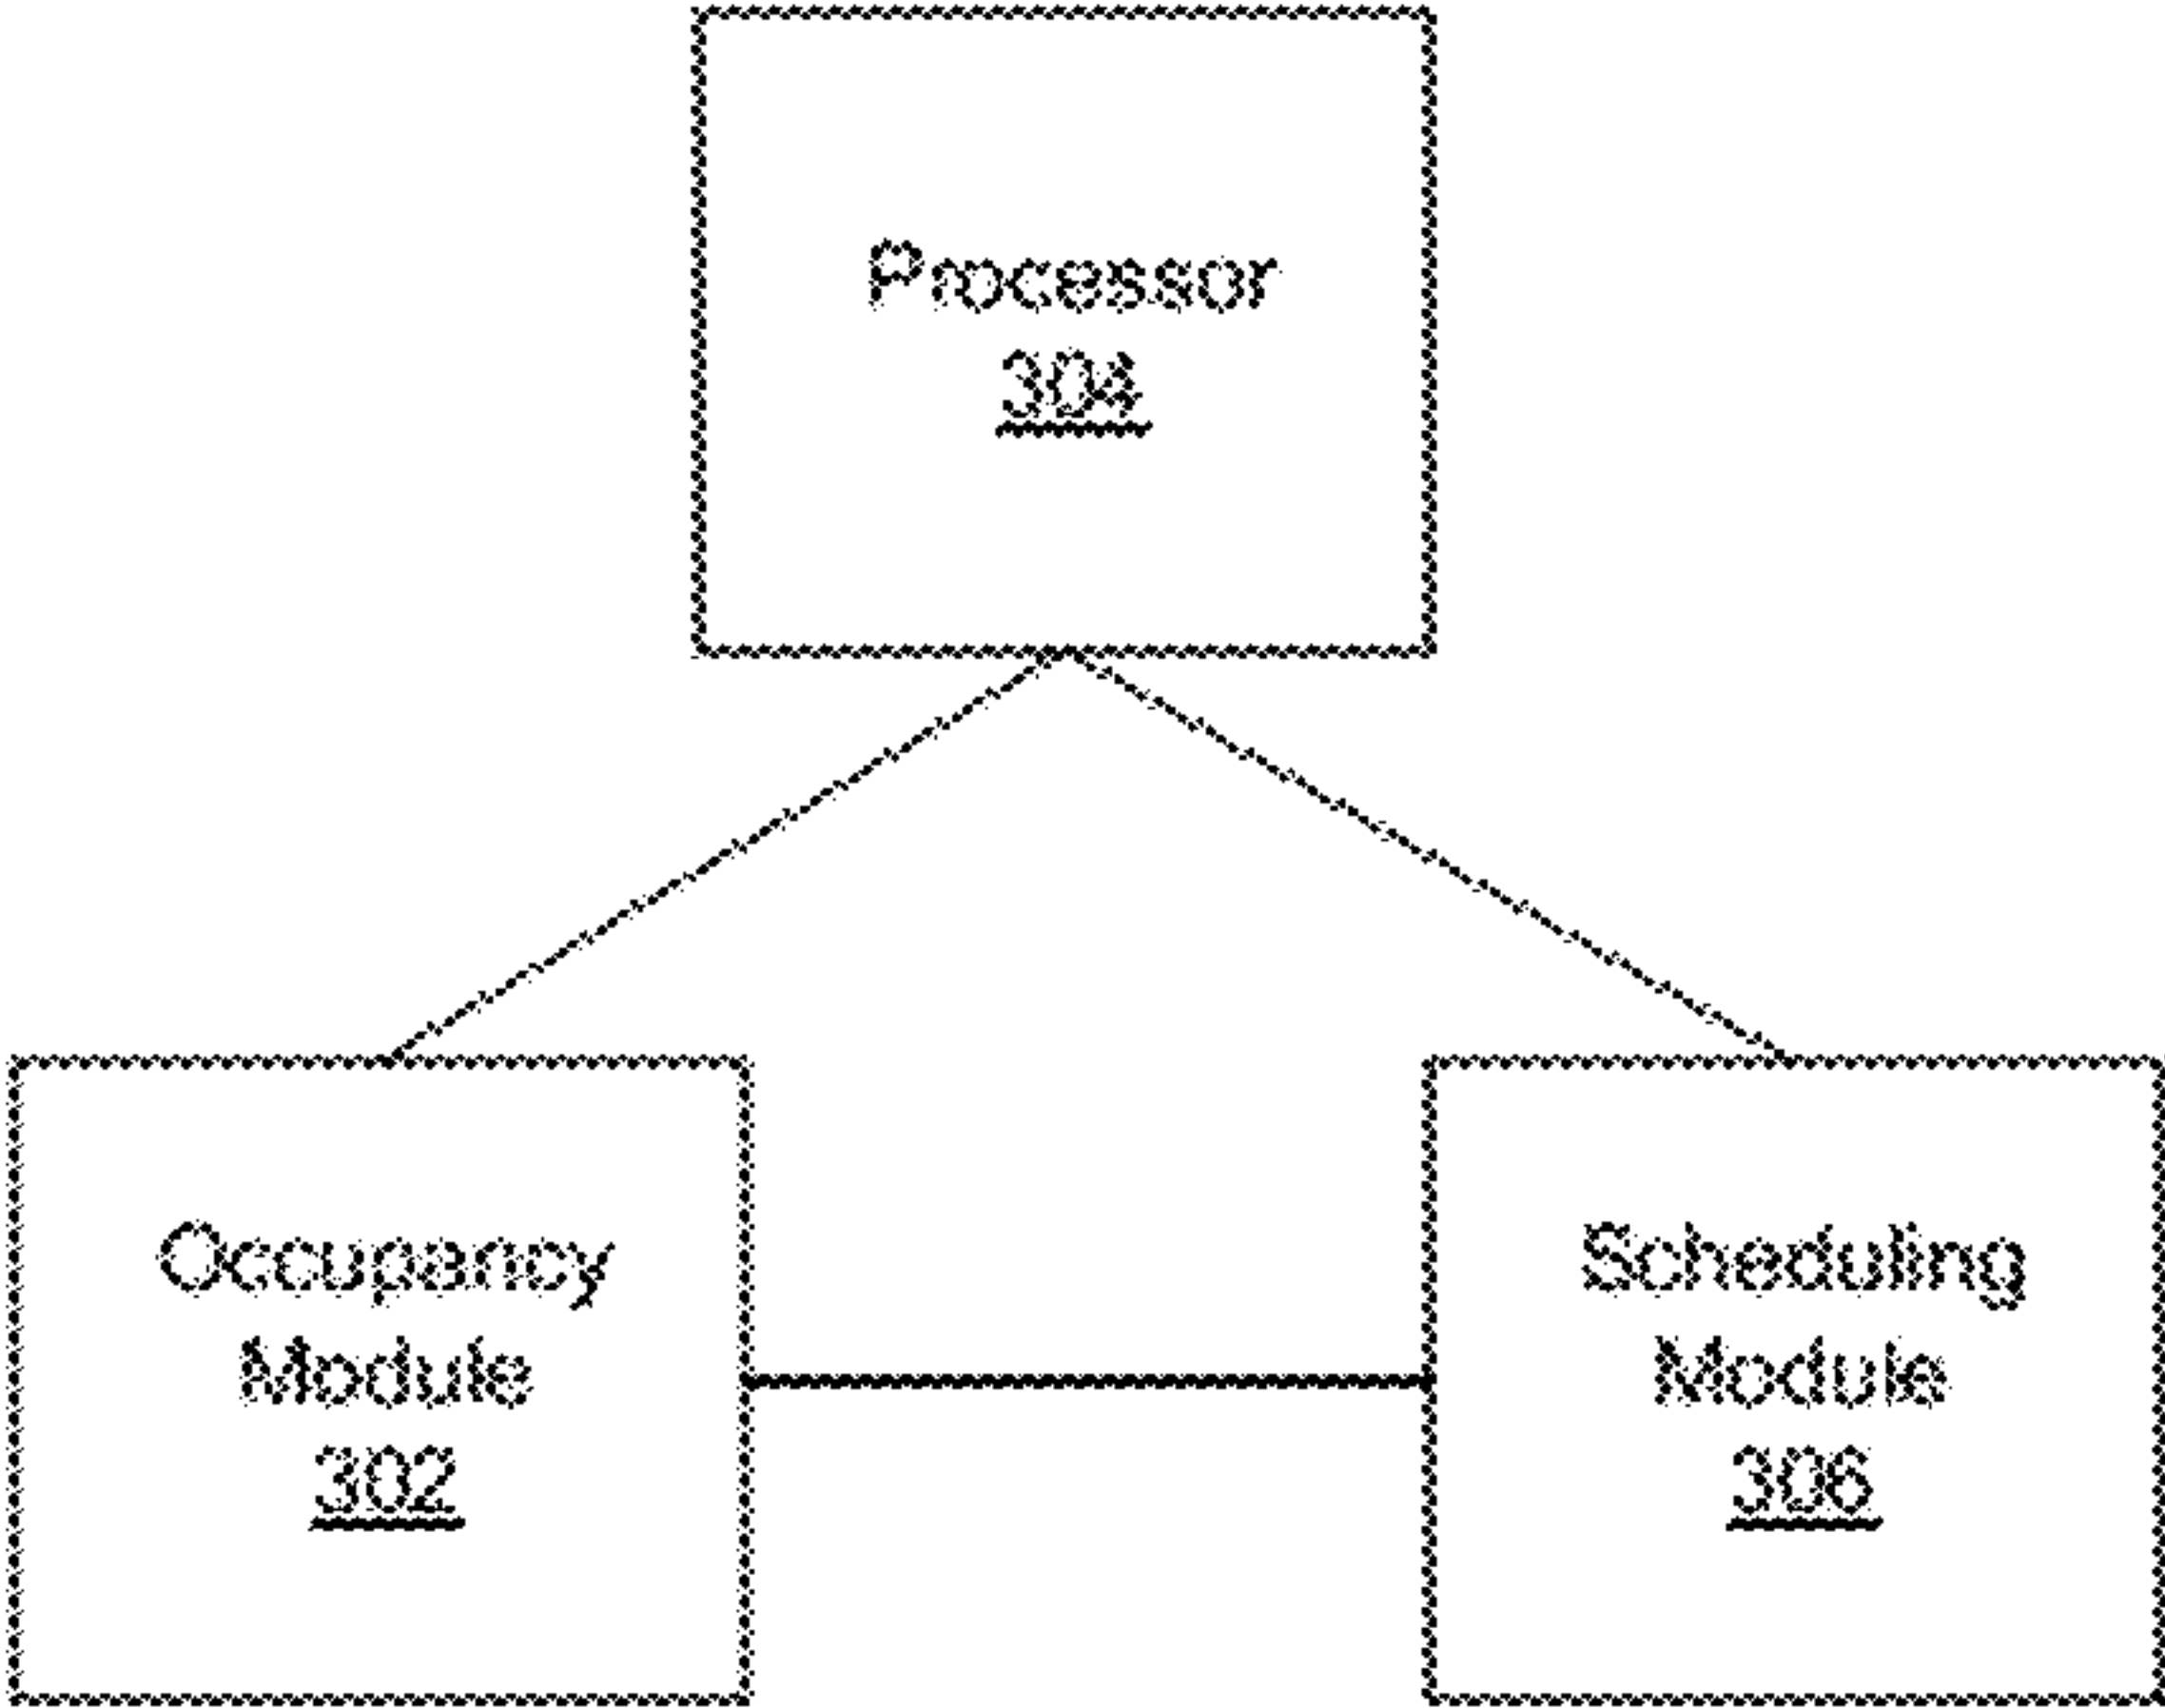 Processor
304
Occupancy
Module
302
Scheduling
Module
306